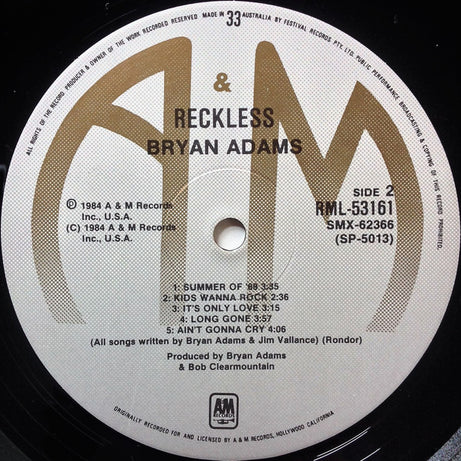 ALL RIGHTS OF THE RECORD PRODUCER & OWNER OF THE WORK RECORDED RESERVED MADE IN 33 AUSTRALIA BY FESTIVAL RECORDS PTY. LTD. PUBLIC PERFORMANCE BROADCASTING & COPYING OF THIS RECORD PROHIBITED.
A & M
RECKLESS
BRYAN ADAMS
℗ 1984 A & M Records
Inc., U.S.A.
(C) 1984 A & M Records
Inc., U.S.A.
SIDE 2
RML-53161
SMX-62366
(SP-5013)
1: SUMMER OF '69 3:35
2: KIDS WANNA ROCK 2:36
3: IT'S ONLY LOVE 3:15
4: LONG GONE 3:57
5: AIN'T GONNA CRY 4:06
(All songs written by Bryan Adams & Jim Vallance) (Rondor)
Produced by Bryan Adams
& Bob Clearmountain
A&M
RECORDS
ORIGINALLY RECORDED FOR AND LICENSED BY A & M RECORDS, HOLLYWOOD CALIFORNIA